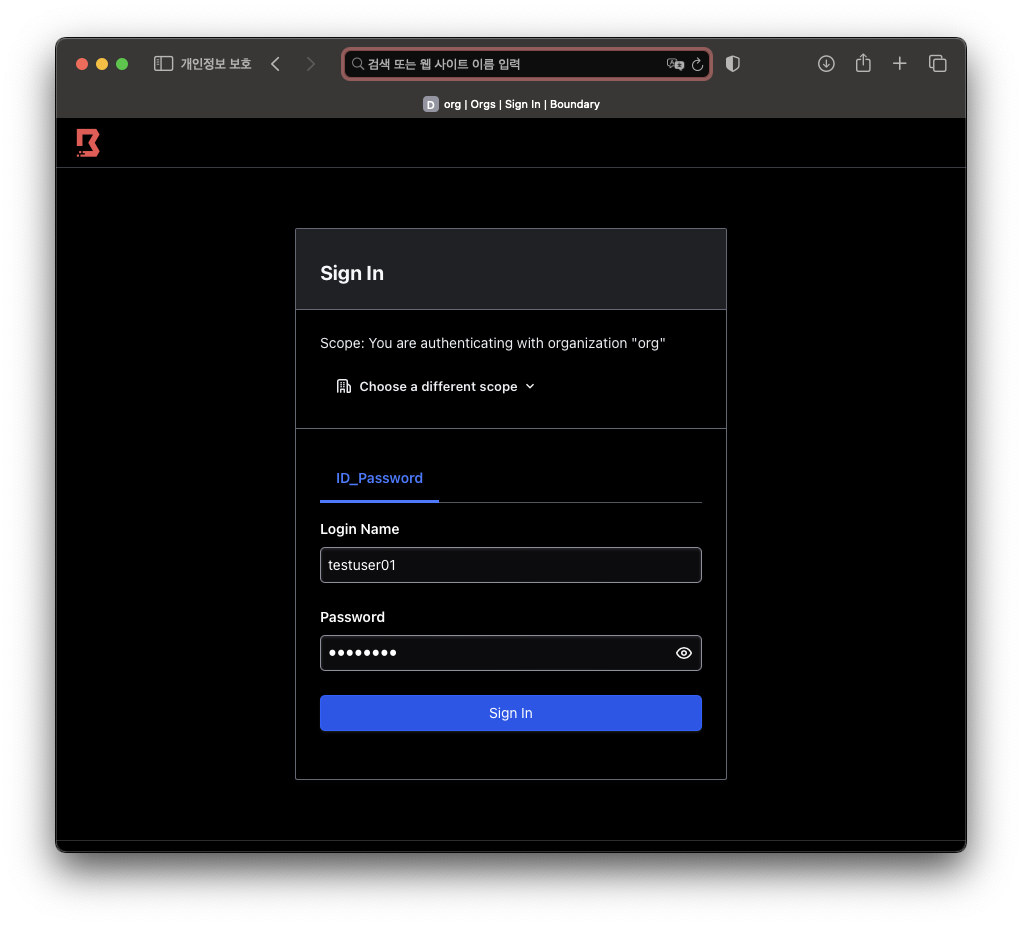 개인정보 보호
검색 또는 웹 사이트 이름 입력
D org | Orgs | Sign In | Boundary
Sign In
Scope: You are authenticating with organization "org"
Choose a different scope
ID_Password
Login Name
testuser01
Password
••••••••
Sign In